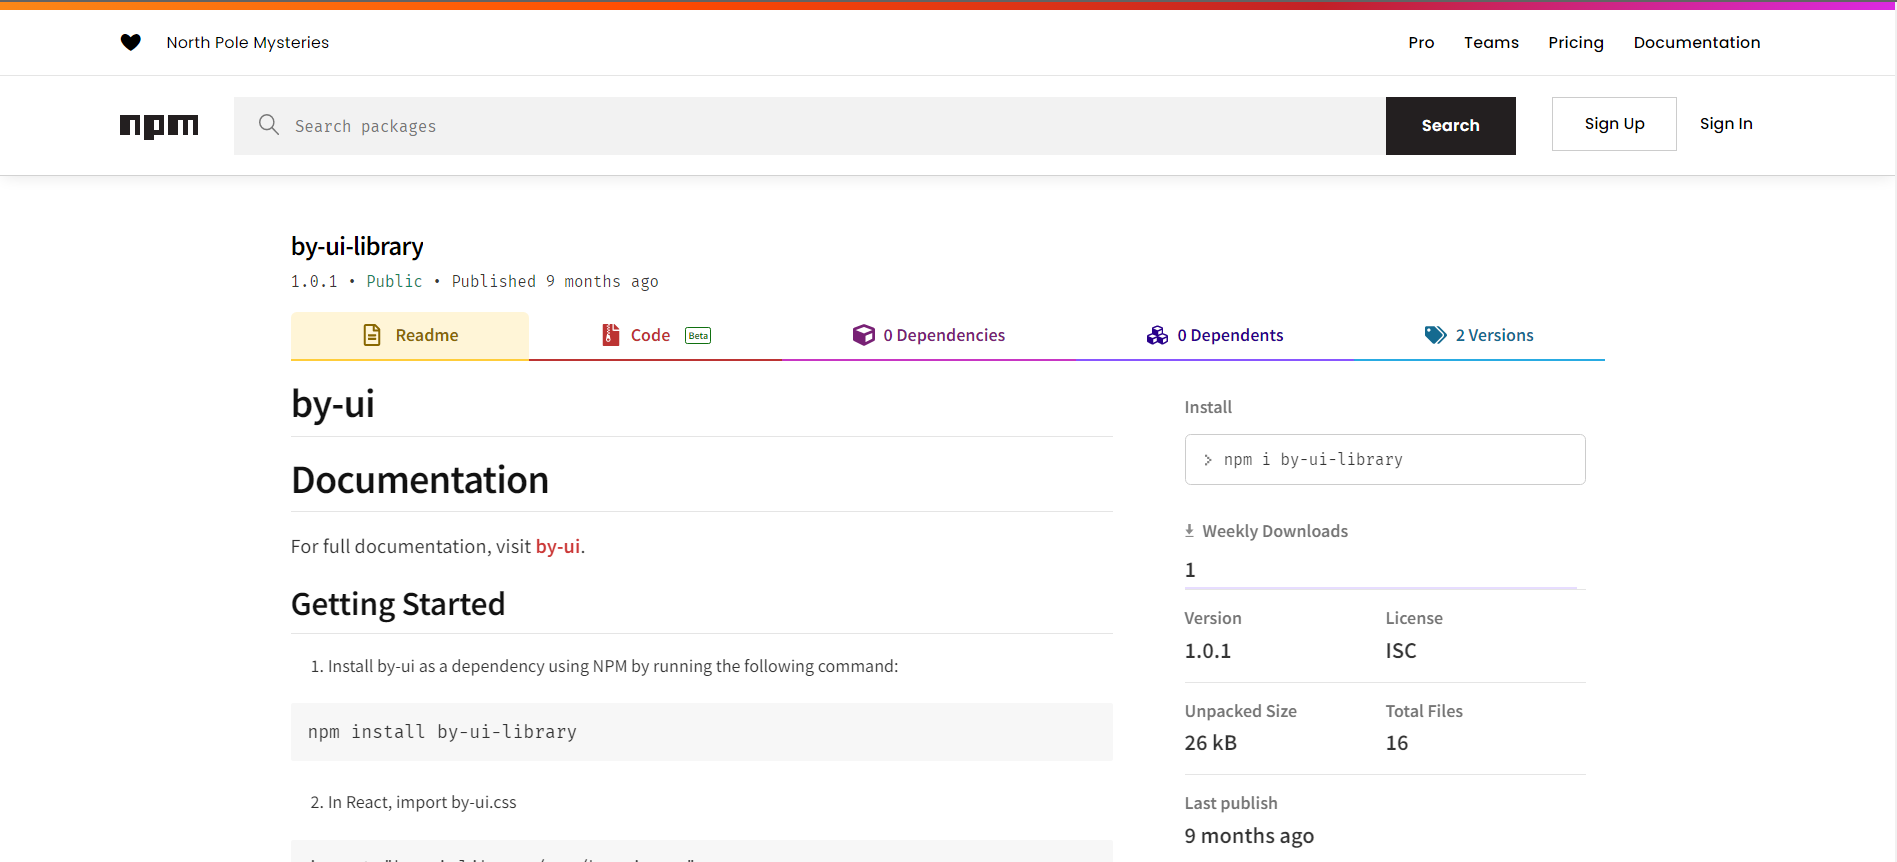 North Pole Mysteries
Pro Teams Pricing Documentation
npm
Search packages
Search
Sign Up
Sign In
by-ui-library
1.0.1 • Public • Published 9 months ago
Readme
Code Beta
0 Dependencies
0 Dependents
2 Versions
by-ui
Documentation
For full documentation, visit by-ui.
Getting Started
1. Install by-ui as a dependency using NPM by running the following command:
npm install by-ui-library
2. In React, import by-ui.css
Install
> npm i by-ui-library
Weekly Downloads
1
Version
1.0.1
License
ISC
Unpacked Size
26 kB
Total Files
16
Last publish
9 months ago